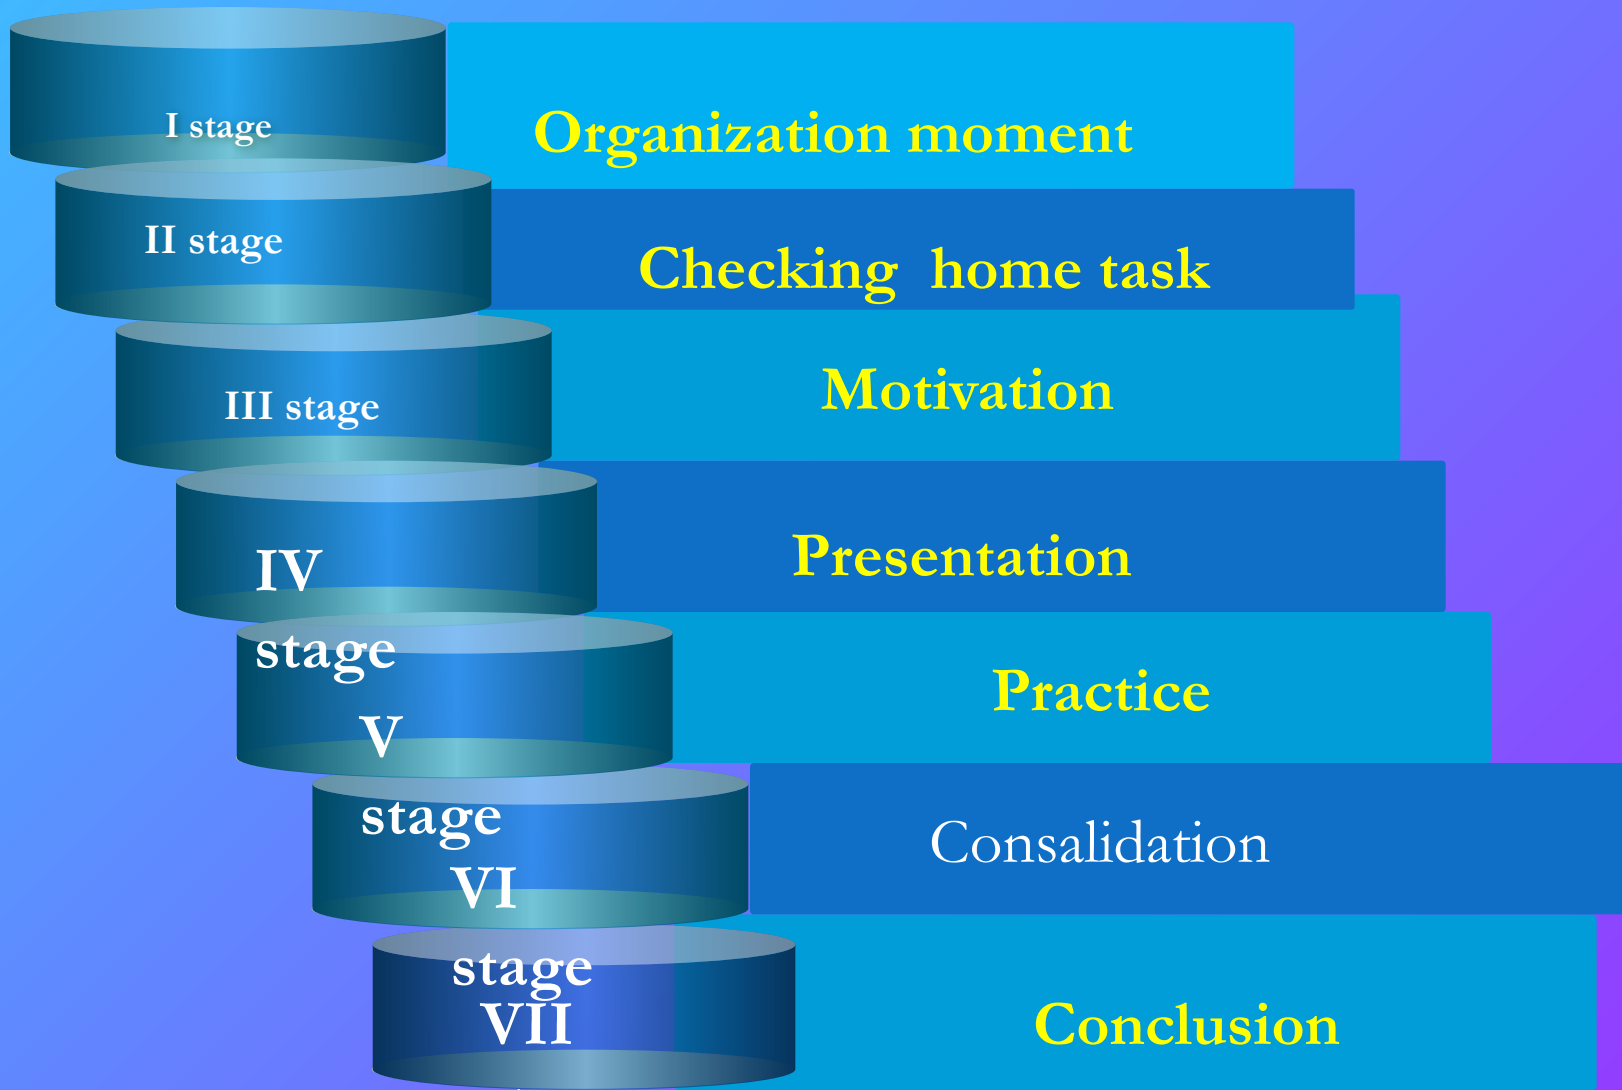 I stage
Organization moment
II stage
Checking home task
III stage
Motivation
IV
stage
Presentation
V
stage
Practice
VI
stage
Consalidation
VII
Conclusion